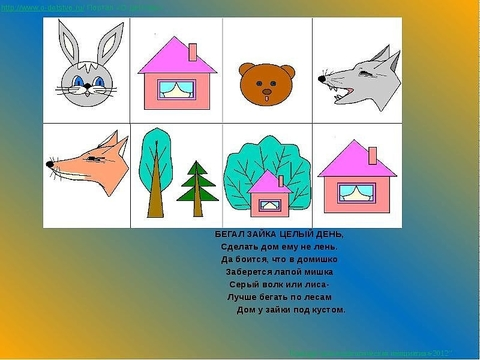 БЕГАЛ ЗАЙКА ЦЕЛЫЙ ДЕНЬ,
Сделать дом ему не лень.
Да боится, что в домишко
Заберется лапой мишка
Серый волк или лиса-
Лучше бегать по лесам
Дом у зайки под кустом.